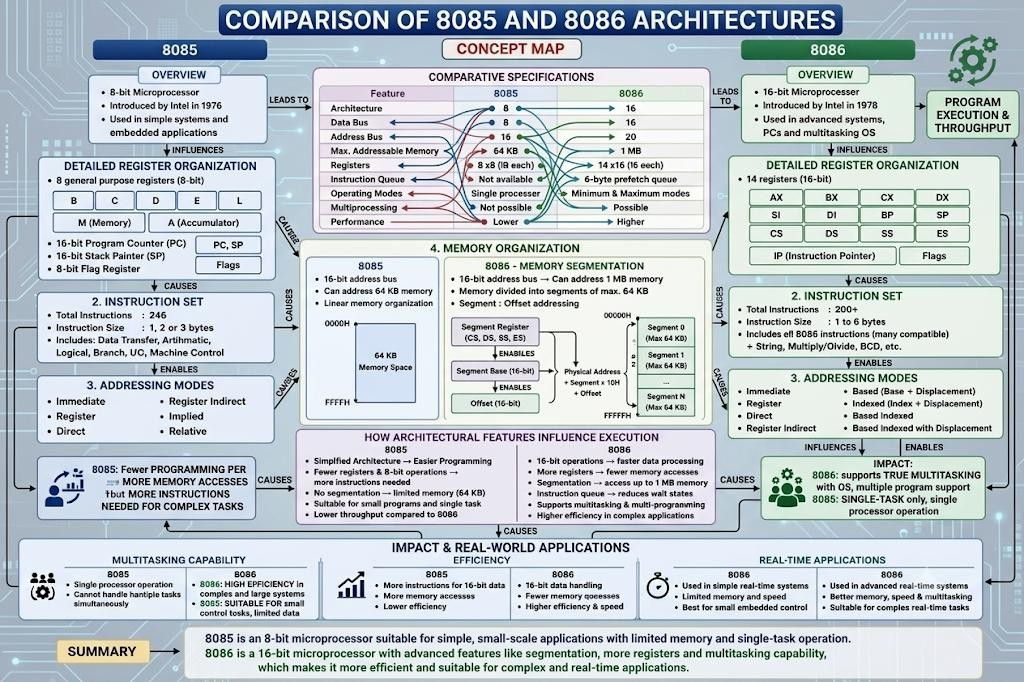 COMPARISON OF 8085 AND 8086 ARCHITECTURES
CONCEPT MAP
8085
OVERVIEW
• 8-bit Microprocessor
• Introduced by Intel in 1976
• Used in simple systems and
embedded applications
INFLUENCES
LEADS TO
DETAILED REGISTER ORGANIZATION
• 8 general purpose registers (8-bit)
B C D E L
M (Memory) A (Accumulator)
• 16-bit Program Counter (PC)
• 16-bit Stack Painter (SP)
• 8-bit Flag Register
PC, SP
Flags
CAUSES
CAUSES
2. INSTRUCTION SET
• Total Instructions : 246
• Instruction Size : 1, 2 or 3 bytes
• Includes: Data Transfer, Artihmatic,
Logical, Branch, UC, Machine Control
ENABLES
CAUSES
3. ADDRESSING MODES
• Immediate
• Register
• Direct
• Register Indirect
• Implied
• Relative
CAUSES
8085: Fewer PROGRAMMING PER
MORE MEMORY ACCESSES
MORE INSTRUCTIONS
NEEDED FOR COMPLEX TASKS
CAUSES
COMPARATIVE SPECIFICATIONS
Feature 8085 8086
Architecture 8 16
Data Bus 8 16
Address Bus 16 20
Max. Addressable Memory 64 KB 1 MB
Registers 8 x8 (18 each) 14 x16 (16 each)
Instruction Queue Not available 6-byte prefetch queue
Operating Modes Single processor Minimum & Maximum modes
Multiprocessing Not possible Possible
Performance Lower Higher
4. MEMORY ORGANIZATION
8085
• 16-bit address bus
• Can address 64 KB memory
• Linear memory organization
0000H
64 KB
Memory Space
FFFFH
8086 - MEMORY SEGMENTATION
• 16-bit address bus → Can address 1 MB memory
• Memory divided into segments of max. 64 KB
• Segment : Offset addressing
Segment Register
(CS, DS, SS, ES)
ENABILES
Segment Base (16-bit)
ENABLES
Offset (16-bit)
Physical Address
+ Segment x 10H
+ Offset
00000H
Segment 0
(Max 64 KB)
Segment 1
(Max 64 KB)
...
Segment N
(Max 64 KB)
FFFFFH
HOW ARCHITECTURAL FEATURES INFLUENCE EXECUTION
8085
• Simplfied Architecture → Easier Programming
• Fewer registers & 8-bit operations →
more instructions needed
• No segmentation → limited memory (64 KB)
• Suitable for small programs and single task
• Lower throughput compared to 8086
8086
• 16-bit operations → faster data processing
• More registers → fewer memory accesses
• Segmentation → access up to 1 MB memory
• Instruction queue → reduces wait states
• Supports multitasking & multi-programming
• Higher efficiency in complex applications
CAUSES
8086
LEADS
TO
OVERVIEW
• 16-bit Microprcesser
• Introduced by Intel in 1978
• Used in advanced systems,
PCs and multitasking OS
PROGRAM
EXECUTION &
THROUGHPUT
INFLUENCES
DETAILED REGISTER ORGANIZATION
• 14 registers (16-bit)
AX BX CX DX
SI DI BP SP
CS DS SS ES
IP (Instruction Pointer) Flags
CAUSES
CAUSES
2. INSTRUCTION SET
• Total Instructions : 200+
• Instruction Size : 1 to 6 bytes
8086 instructions (many compatible)
+ String, Multiply/Divide, BCD, etc.
ENABLES
CAUSES
3. ADDRESSING MODES
• Immediate
• Register
• Direct
• Register Indirect
• Based (Base + Displacement)
• Indexed (Index + Displacement)
• Based Indexed
• Based Indexed with Displacement
INFLUENCES ENABLES
CAUSES
IMPACT:
8086: supports TRUE MULTITASKING
with OS, multiple program support
8085: SINGLE-TASK only, single
processor operation
IMPACT & REAL-WORLD APPLICATIONS
MULTITASKING CAPABILITY
8085
• Single processor operation
• Cannot handle hantiple tasks
simultaneously
8086
• 8086: HIGH EFFICIENCY in
comples and large systems
• 8085: SUITABLE FOR small
control tasks, limited data
EFFICIENCY
8085
• More instructions for 16-bit data
• More memory accessss
• Lower efficiency
8086
• 16-bit data handling
• Fewer memory qocesses
• Higher efficiency & speed
REAL-TIME APPLICATIONS
8086
• Used in simple real-time systems
• Limited memory and speed
• Best for small embedded control
8086
• Used in advanced real-time systems
• Better memory, speed & multitasking
• Suitable for comples real-time tasks
SUMMARY
8085 is an 8-bit microprocessor suitable for simple, small-scale applications with limited memory and single-task operation.
8086 is a 16-bit microprocessor with advanced features like segmentation, more registers and multitasking capability,
which makes it more efficient and suitable for complex and real-time applications.